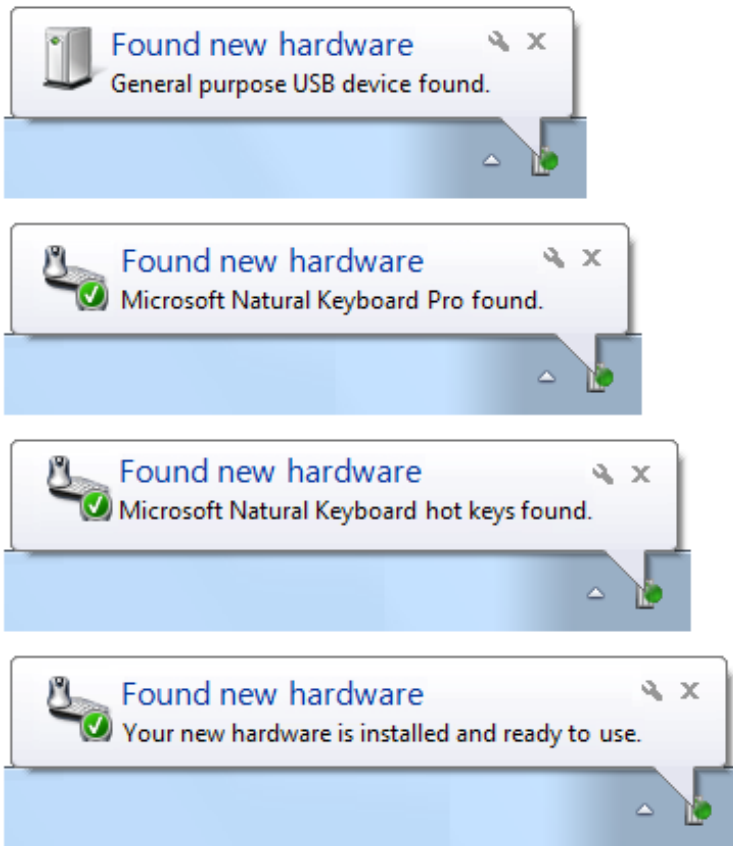 Found new hardware
General purpose USB device found.
Found new hardware
Microsoft Natural Keyboard Pro found.
Found new hardware
Microsoft Natural Keyboard hot keys found.
Found new hardware
Your new hardware is installed and ready to use.